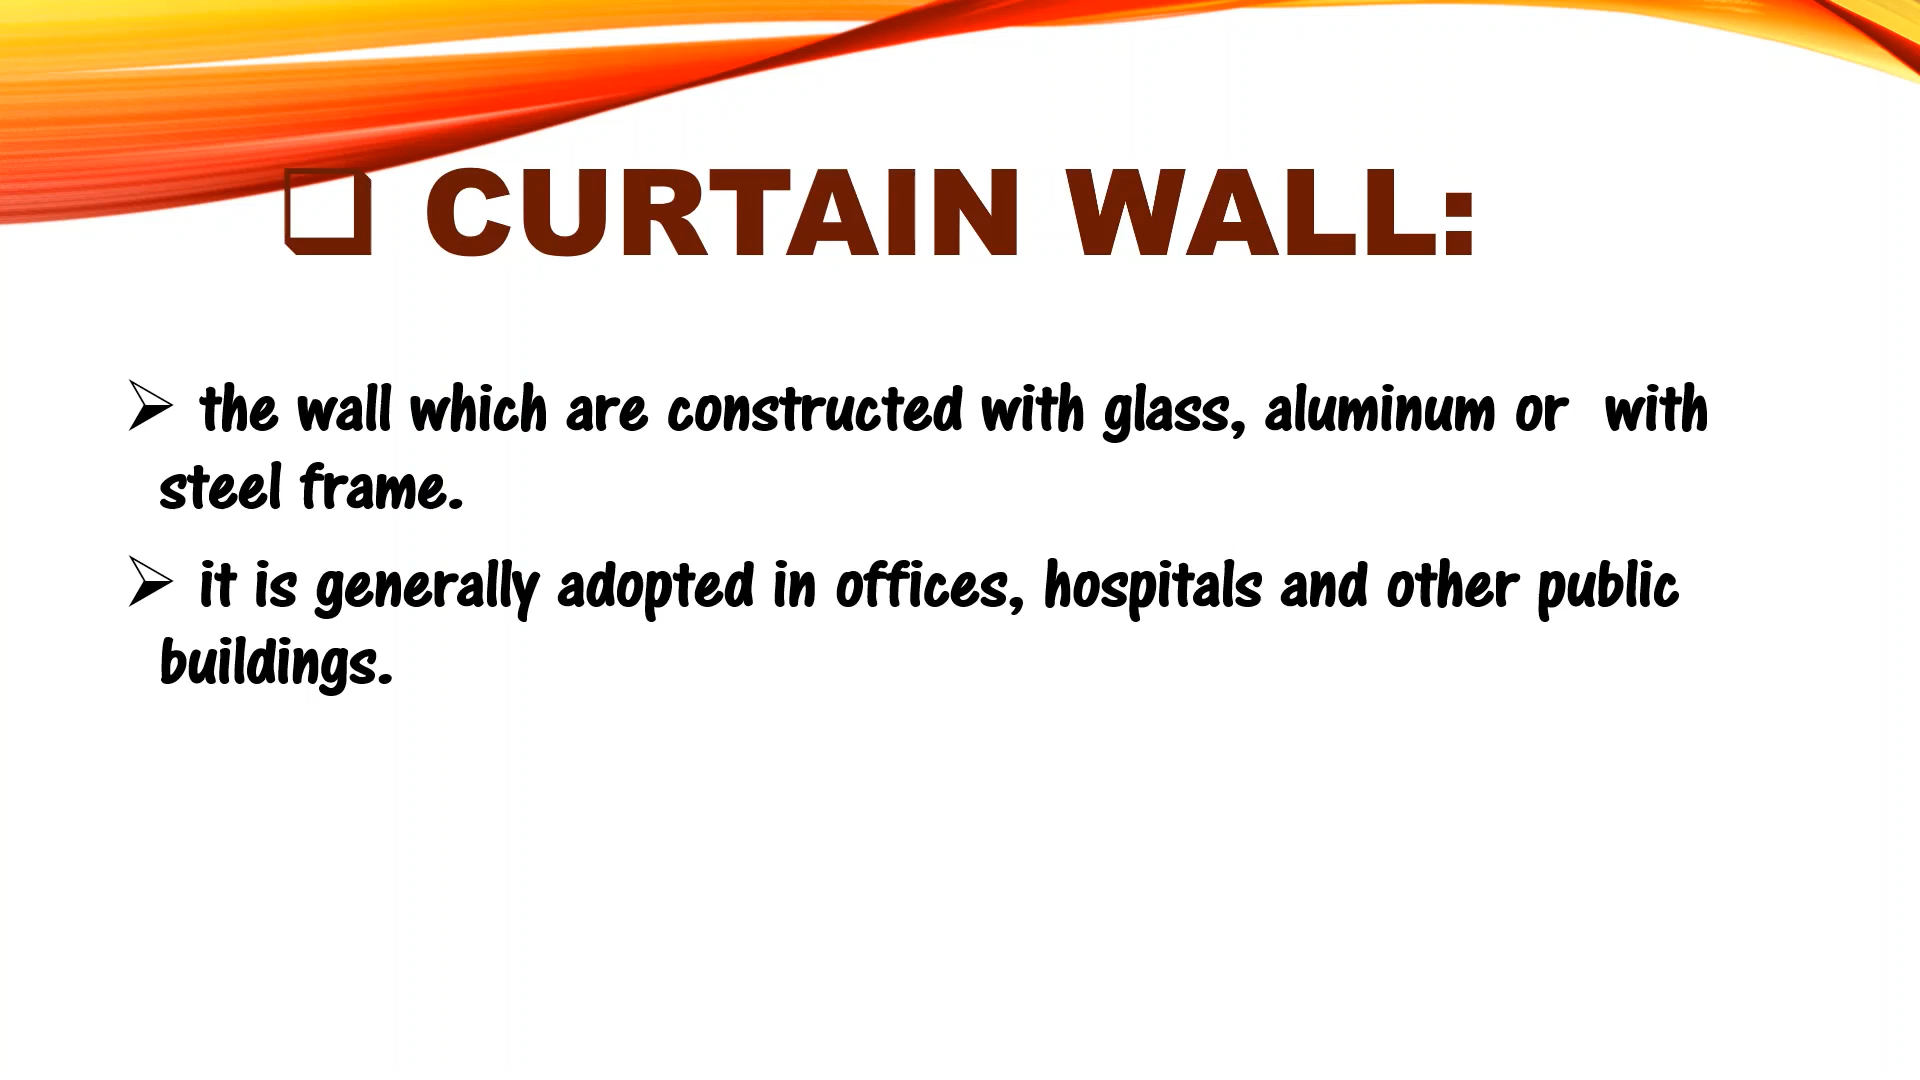 ❑ CURTAIN WALL:
➢ the wall which are constructed with glass, aluminum or  with
steel frame.
➢ it is generally adopted in offices, hospitals and other public
buildings.